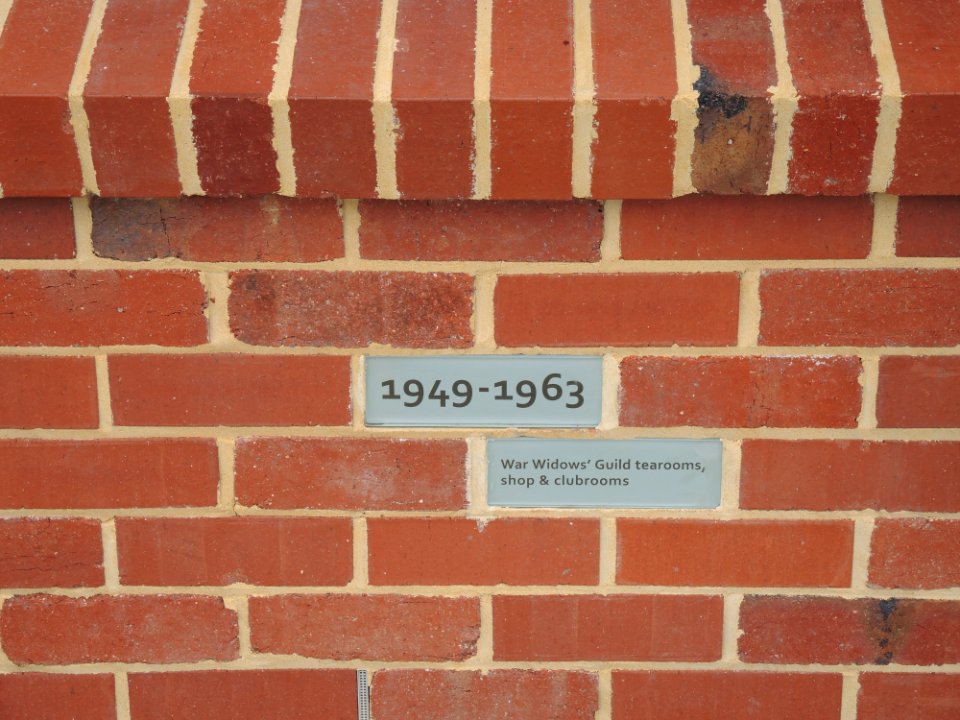 1949-1963
War Widows’ Guild tearooms,
shop & clubrooms